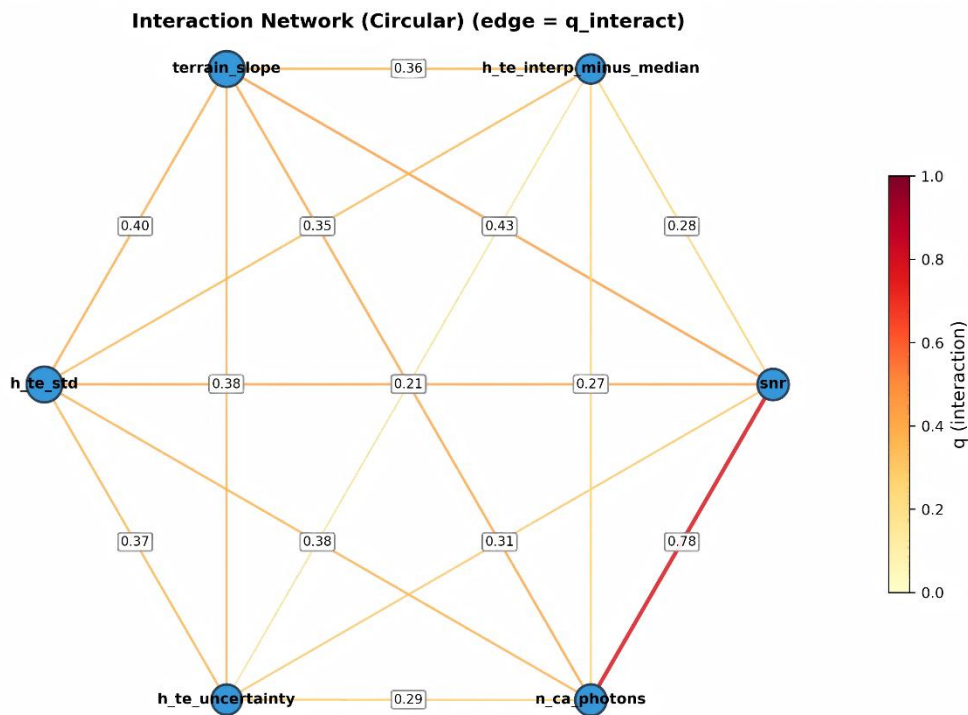 Interaction Network (Circular) (edge = q_interact)
terrain_slope
0.36
h_te_interp_minus_median
1.0
0.40
0.35
0.43
0.28
0.8
h_te_std
0.38
0.21
0.27
snr
0.6
q (interaction)
0.4
0.37
0.38
0.31
0.78
0.2
0.0
h_te_uncertainty
0.29
n_ca_photons